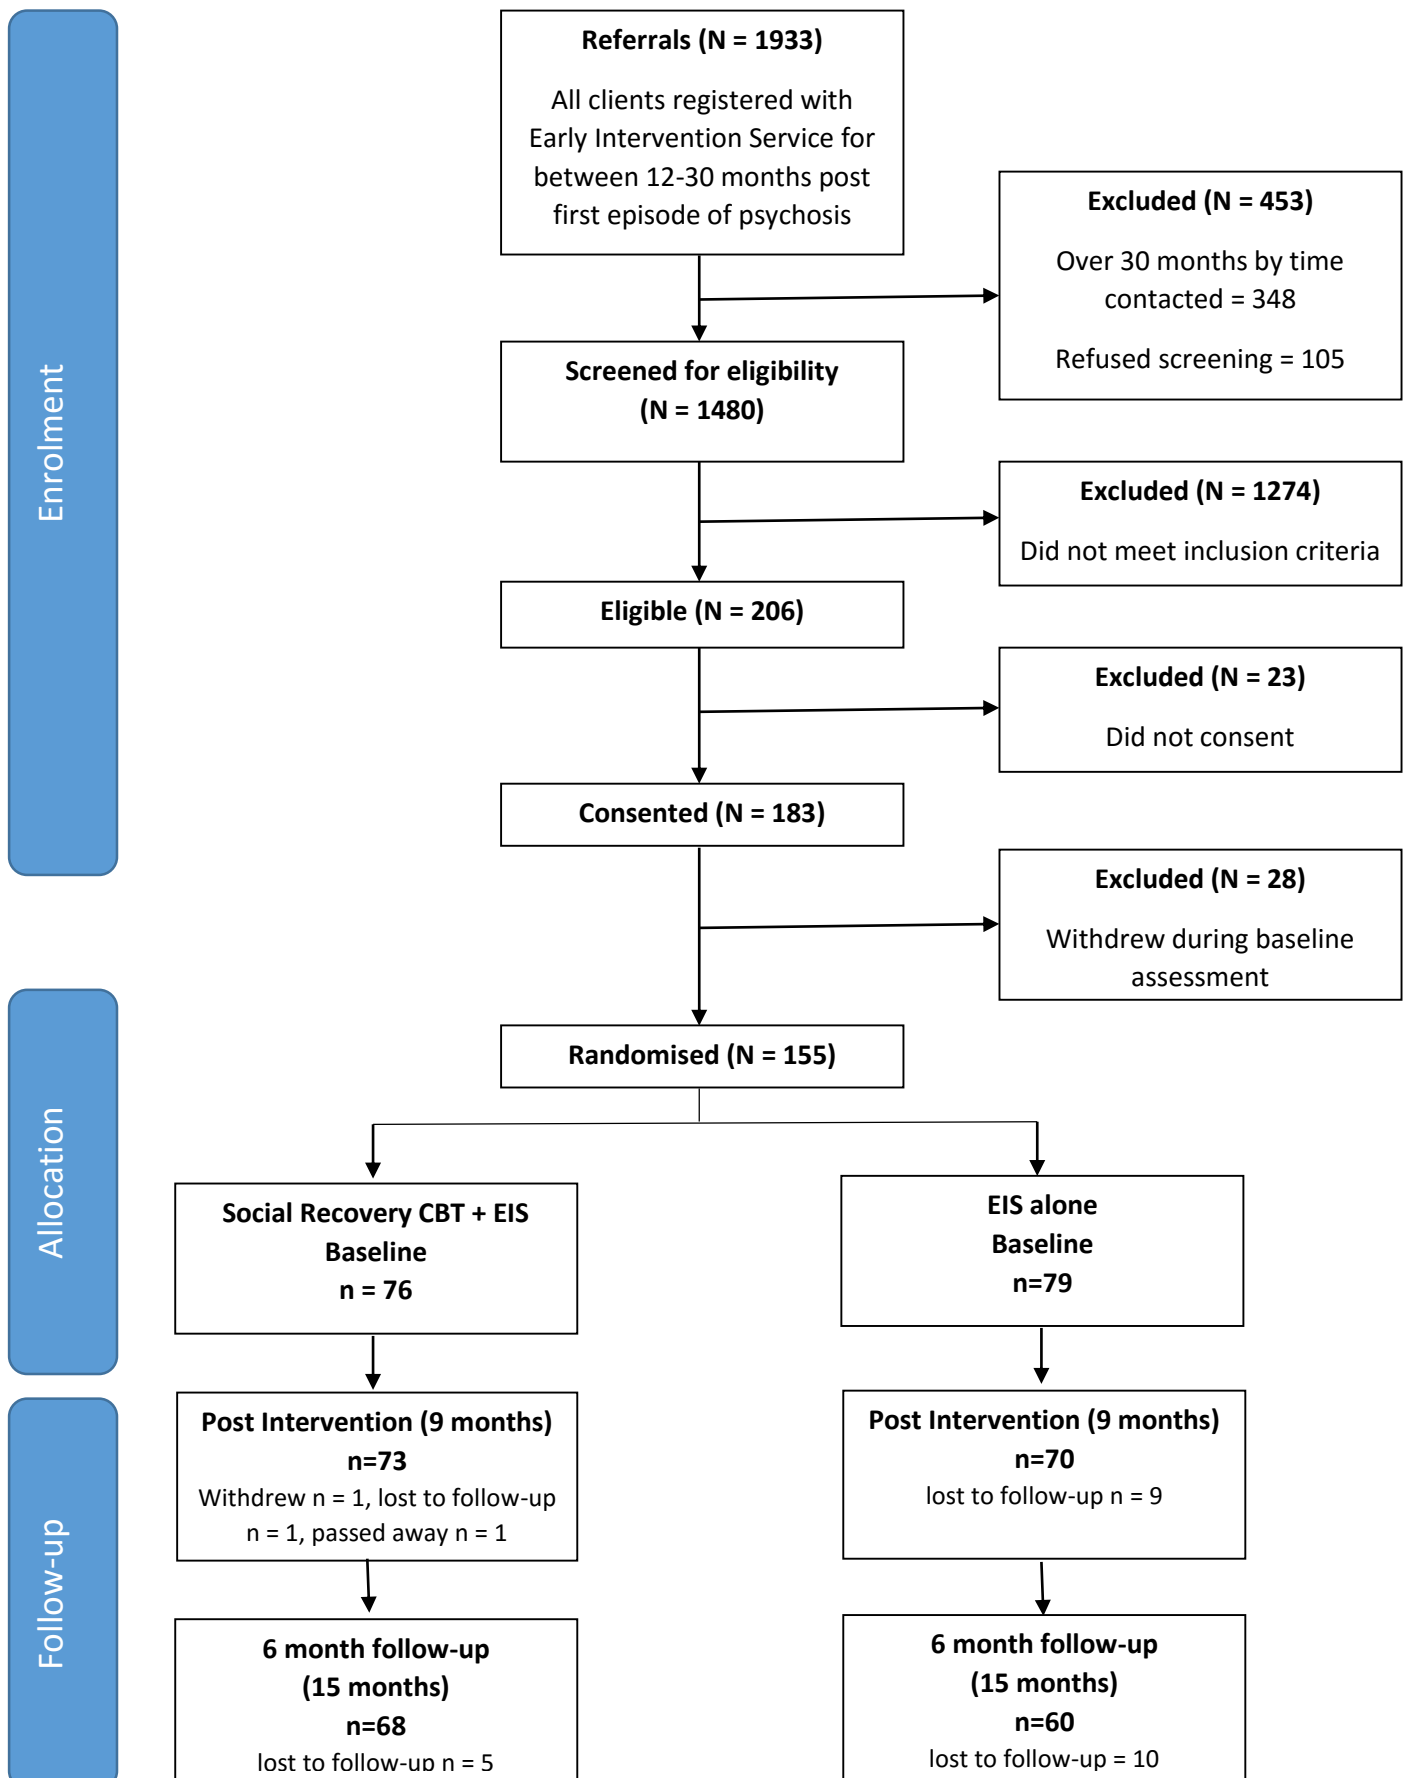 Enrolment
Referrals (N = 1933)
All clients registered with
Early Intervention Service for
between 12-30 months post
first episode of psychosis
Excluded (N = 453)
Over 30 months by time
contacted = 348
Refused screening = 105
Screened for eligibility
(N = 1480)
Excluded (N = 1274)
Did not meet inclusion criteria
Eligible (N = 206)
Excluded (N = 23)
Did not consent
Consented (N = 183)
Excluded (N = 28)
Withdrew during baseline
assessment
Randomised (N = 155)
Allocation
Social Recovery CBT + EIS
Baseline
n = 76
EIS alone
Baseline
n=79
Follow-up
Post Intervention (9 months)
n=73
Withdrew n = 1, lost to follow-up
n = 1, passed away n = 1
Post Intervention (9 months)
n=70
lost to follow-up n = 9
6 month follow-up
(15 months)
n=68
lost to follow-up n = 5
6 month follow-up
(15 months)
n=60
lost to follow-up = 10